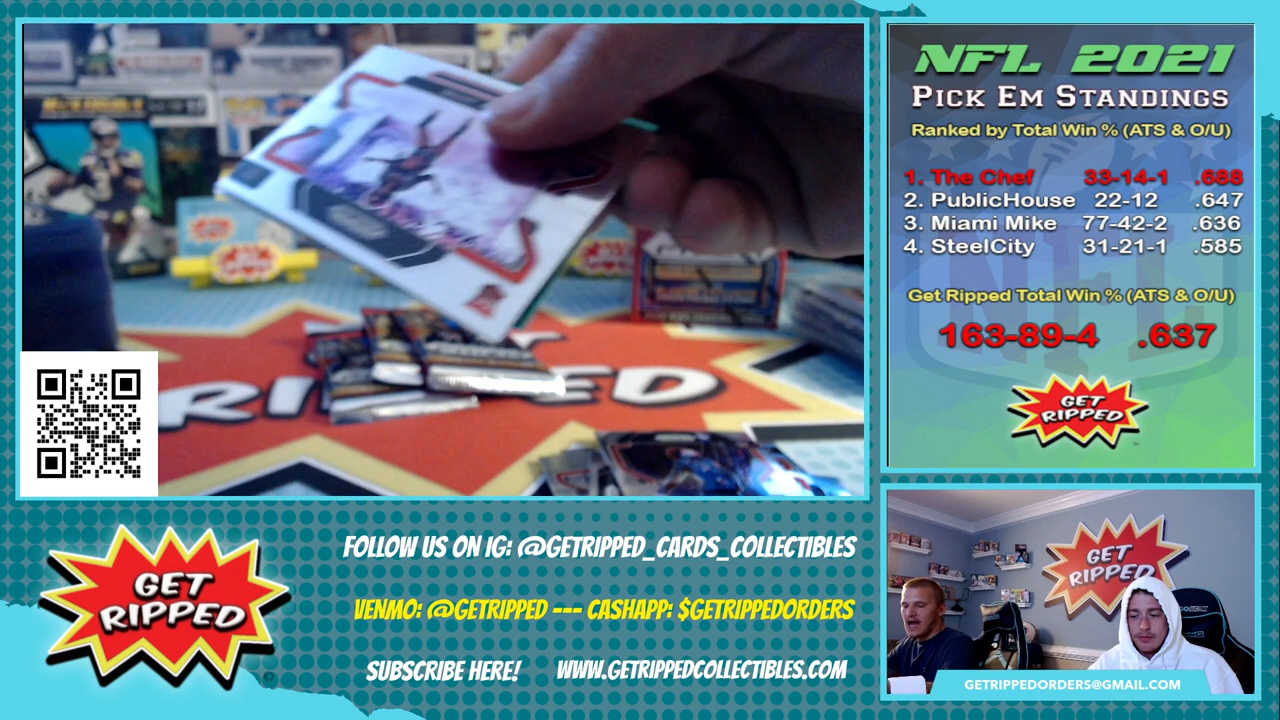 NFL 2021
PICK EM STANDINGS
Ranked by Total Win % (ATS & O/U)
1. The Chef 33-14-1 .688
2. PublicHouse 22-12 .647
3. Miami Mike 77-42-2 .636
4. SteelCity 31-21-1 .585
Get Ripped Total Win % (ATS & O/U)
163-89-4 .637
GET
RIPPED
RIPPED
GET
RIPPED
FOLLOW US ON IG: @GETRIPPED_CARDS_COLLECTIBLES
VENMO: @GETRIPPED --- CASHAPP: $GETRIPPEDORDERS
SUBSCRIBE HERE! WWW.GETRIPPEDCOLLECTIBLES.COM
GET
RIPPED
GETRIPPEDORDERS@GMAIL.COM